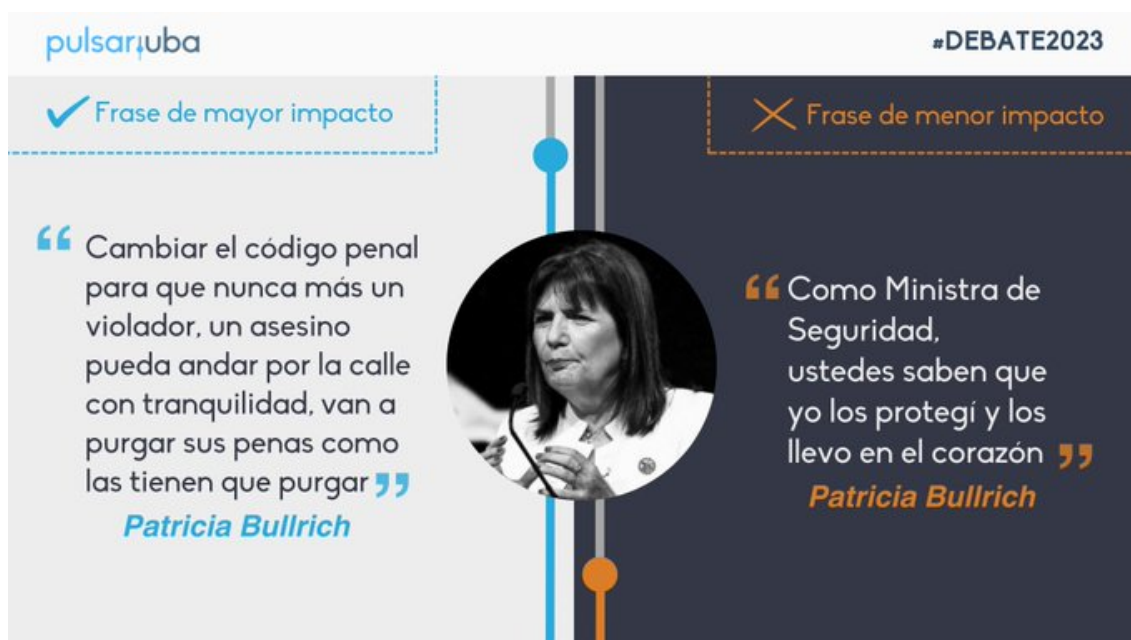 pulsar uba
#DEBATE2023
Frase de mayor impacto
“ Cambiar el código penal
para que nunca más un
violador, un asesino
pueda andar por la calle
con tranquilidad, van a
purgar sus penas como
las tienen que purgar ”
Patricia Bullrich
Frase de menor impacto
“ Como Ministra de
Seguridad,
ustedes saben que
yo los protegí y los
llevo en el corazón ”
Patricia Bullrich